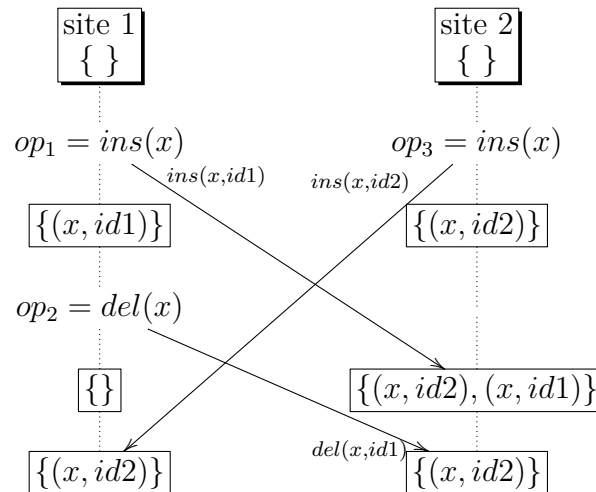 site 1
{ }
site 2
{ }
op₁ = ins(x)
op₃ = ins(x)
ins(x,id1)
ins(x,id2)
{(x, id1)}
{(x, id2)}
op₂ = del(x)
{}
{(x, id2), (x, id1)}
del(x,id1)
{(x, id2)}
{(x, id2)}